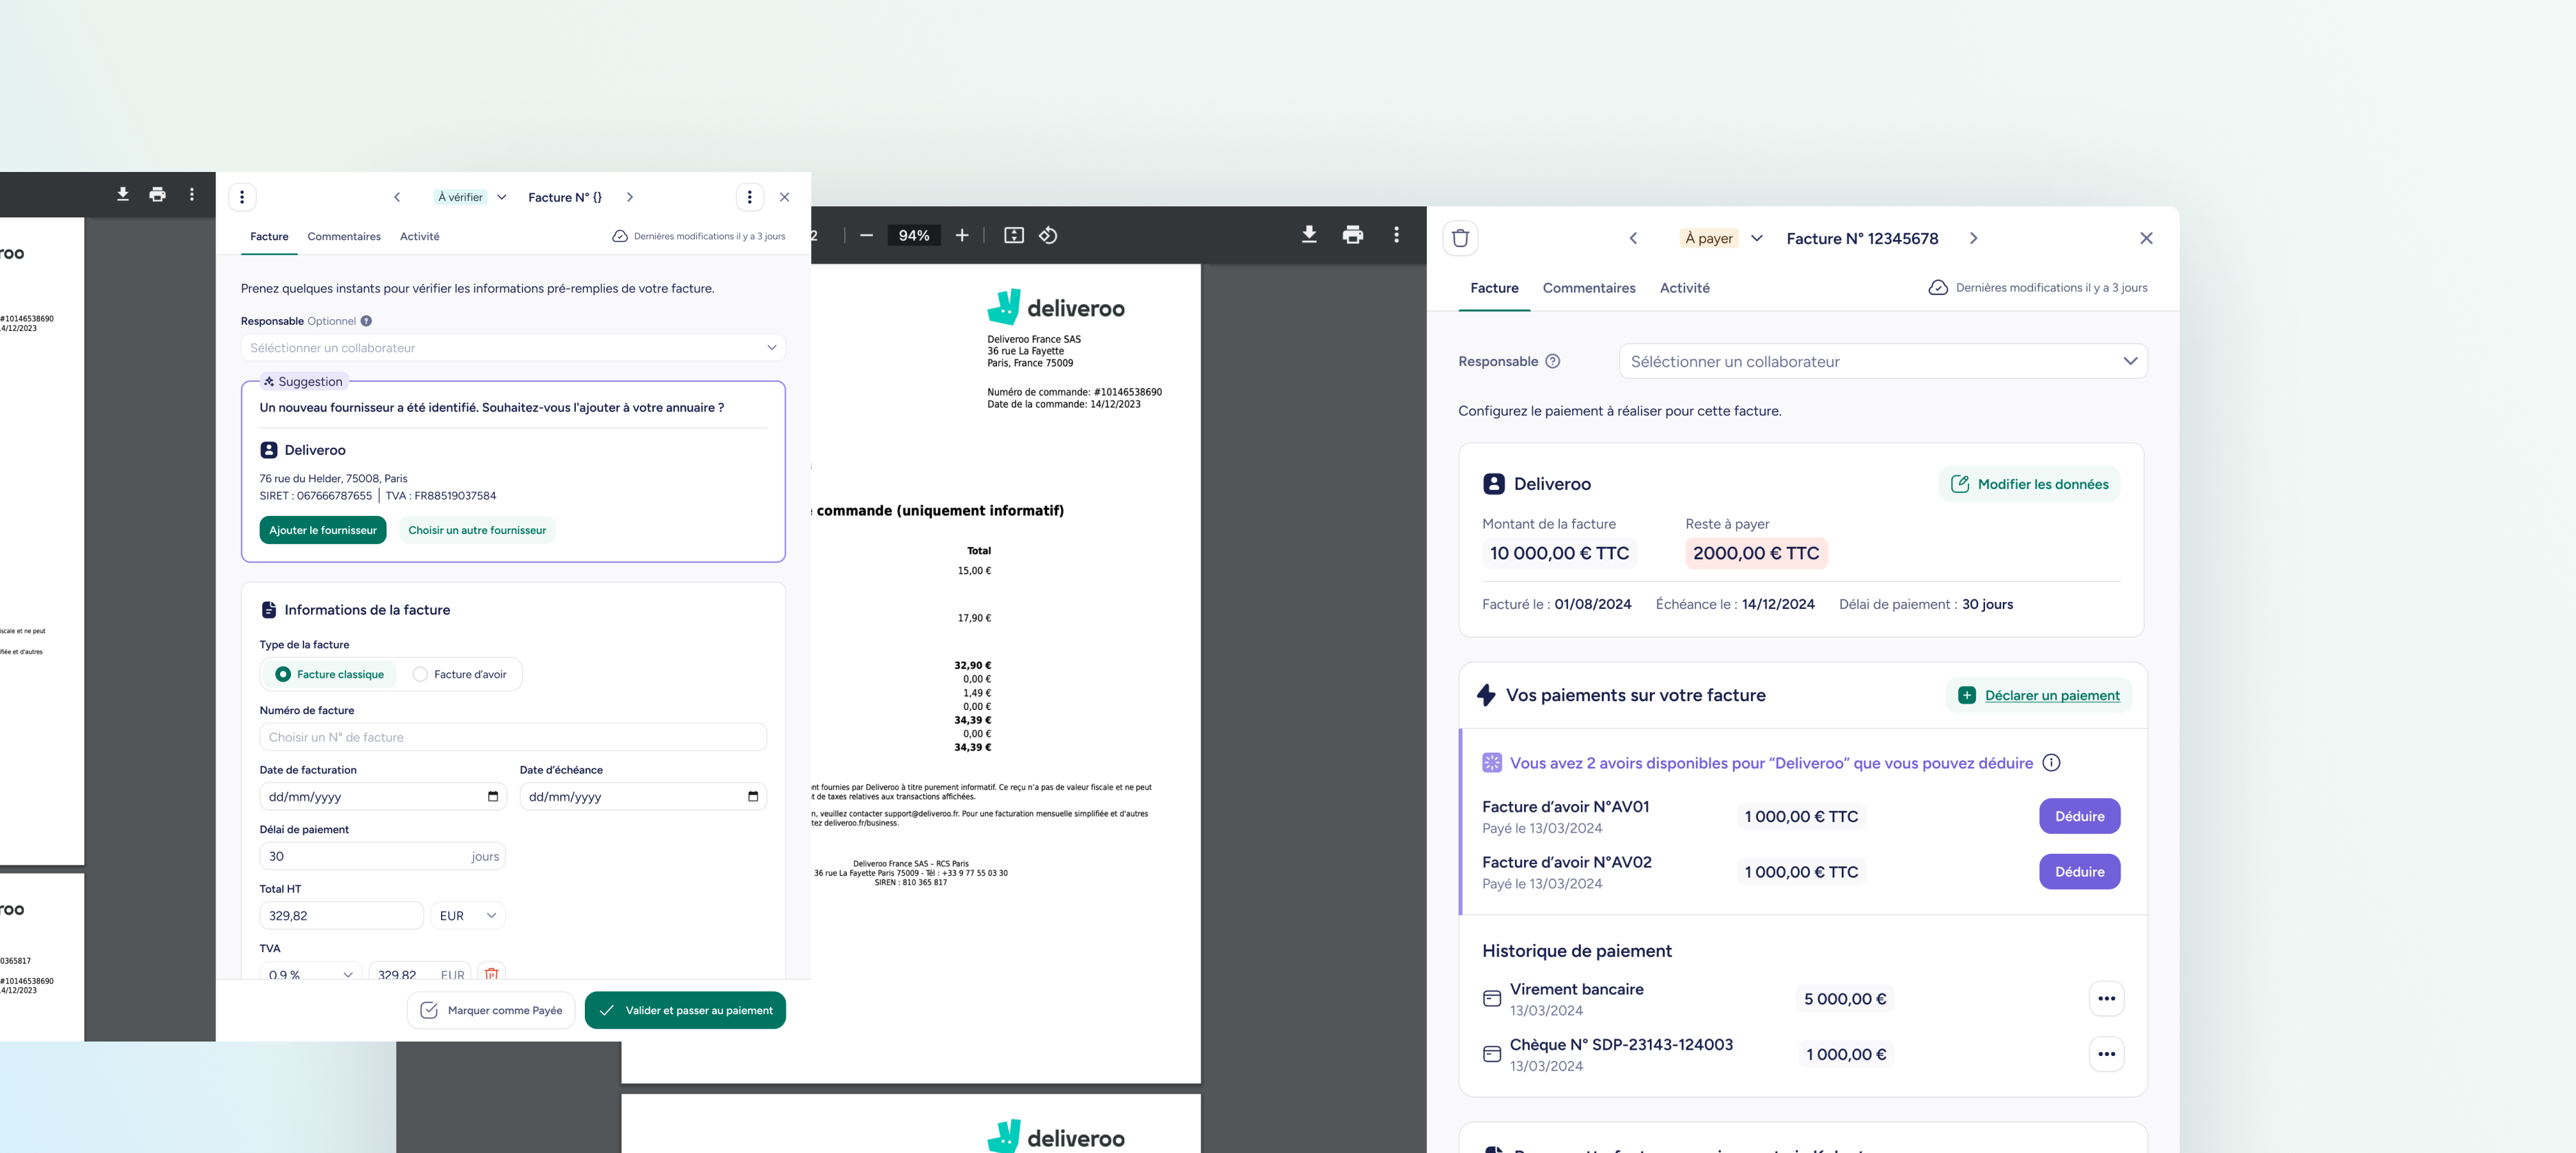 roo
#10146538690
4/12/2023
iscale et ne peut
fiée et d'autres
roo
0365817
#10146538690
4/12/2023
À vérifier
Facture N° {}
Facture
Commentaires
Activité
Dernières modifications il y a 3 jours
Prenez quelques instants pour vérifier les informations pré-remplies de votre facture.
Responsable Optionnel
Séléctionner un collaborateur
Suggestion
Un nouveau fournisseur a été identifié. Souhaitez-vous l'ajouter à votre annuaire ?
Deliveroo
76 rue du Helder, 75008, Paris
SIRET : 067666787655 | TVA : FR88519037584
Ajouter le fournisseur
Choisir un autre fournisseur
Informations de la facture
Type de la facture
Facture classique
Facture d'avoir
Numéro de facture
Choisir un N° de facture
Date de facturation
Date d'échéance
dd/mm/yyyy
dd/mm/yyyy
Délai de paiement
30
jours
Total HT
329,82
EUR
TVA
0.9 %
329.82
EUR
Marquer comme Payée
Valider et passer au paiement
2
94%
deliveroo
Deliveroo France SAS
36 rue La Fayette
Paris, France 75009
Numéro de commande: #10146538690
Date de la commande: 14/12/2023
commande (uniquement informatif)
Total
15,00 €
17,90 €
32,90 €
0,00 €
1,49 €
0,00 €
34,39 €
0,00 €
34,39 €
nt fournies par Deliveroo à titre purement informatif. Ce reçu n'a pas de valeur fiscale et ne peut
t de taxes relatives aux transactions affichées.
n, veuillez contacter support@deliveroo.fr. Pour une facturation mensuelle simplifiée et d'autres
tez deliveroo.fr/business.
Deliveroo France SAS – RCS Paris
36 rue La Fayette Paris 75009 - Tél : +33 9 77 55 03 30
SIREN : 810 365 817
deliveroo
À payer
Facture N° 12345678
Facture
Commentaires
Activité
Dernières modifications il y a 3 jours
Responsable
Séléctionner un collaborateur
Configurez le paiement à réaliser pour cette facture.
Deliveroo
Modifier les données
Montant de la facture
Reste à payer
10 000,00 € TTC
2000,00 € TTC
Facturé le : 01/08/2024
Échéance le : 14/12/2024
Délai de paiement : 30 jours
Vos paiements sur votre facture
Déclarer un paiement
Vous avez 2 avoirs disponibles pour “Deliveroo” que vous pouvez déduire
Facture d’avoir N°AV01
Payé le 13/03/2024
1 000,00 € TTC
Déduire
Facture d’avoir N°AV02
Payé le 13/03/2024
1 000,00 € TTC
Déduire
Historique de paiement
Virement bancaire
13/03/2024
5 000,00 €
Chèque N° SDP-23143-124003
13/03/2024
1 000,00 €